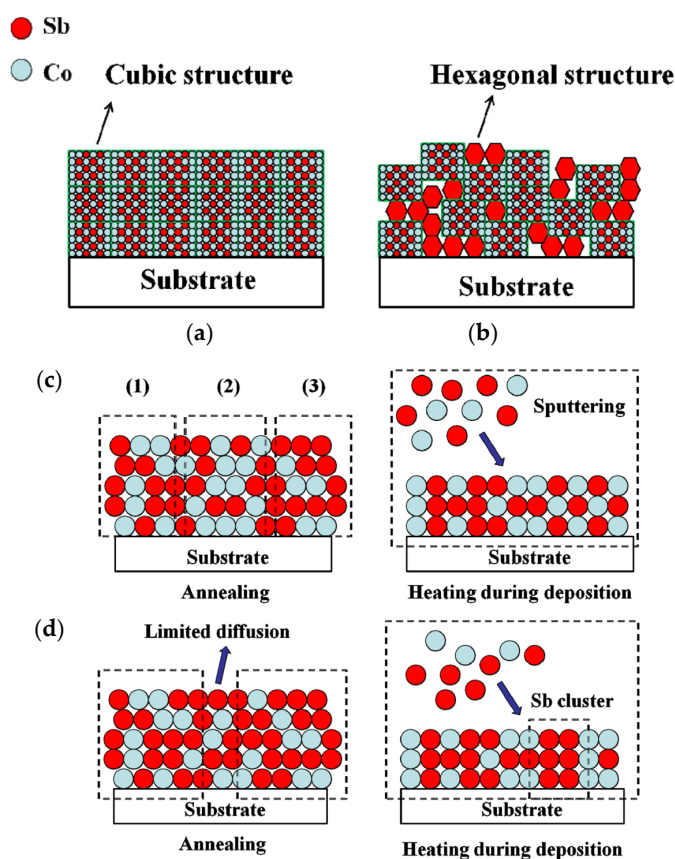 Sb
Co
Cubic structure
Hexagonal structure
Substrate
Substrate
(a)
(b)
(c)
(1)
(2)
(3)
Sputtering
Substrate
Substrate
Annealing
Heating during deposition
(d)
Limited diffusion
Sb cluster
Substrate
Substrate
Annealing
Heating during deposition